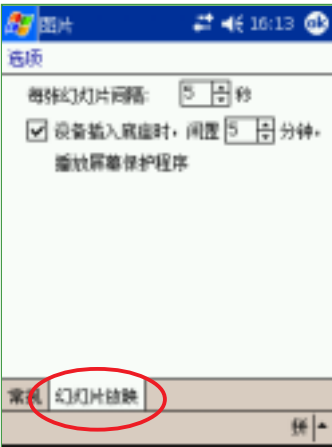 图片 16:13 ok
选项
每张幻灯片间隔: 5 秒
设备插入底座时，闲置 5 分钟，
播放屏幕保护程序
常规 幻灯片放映
拼